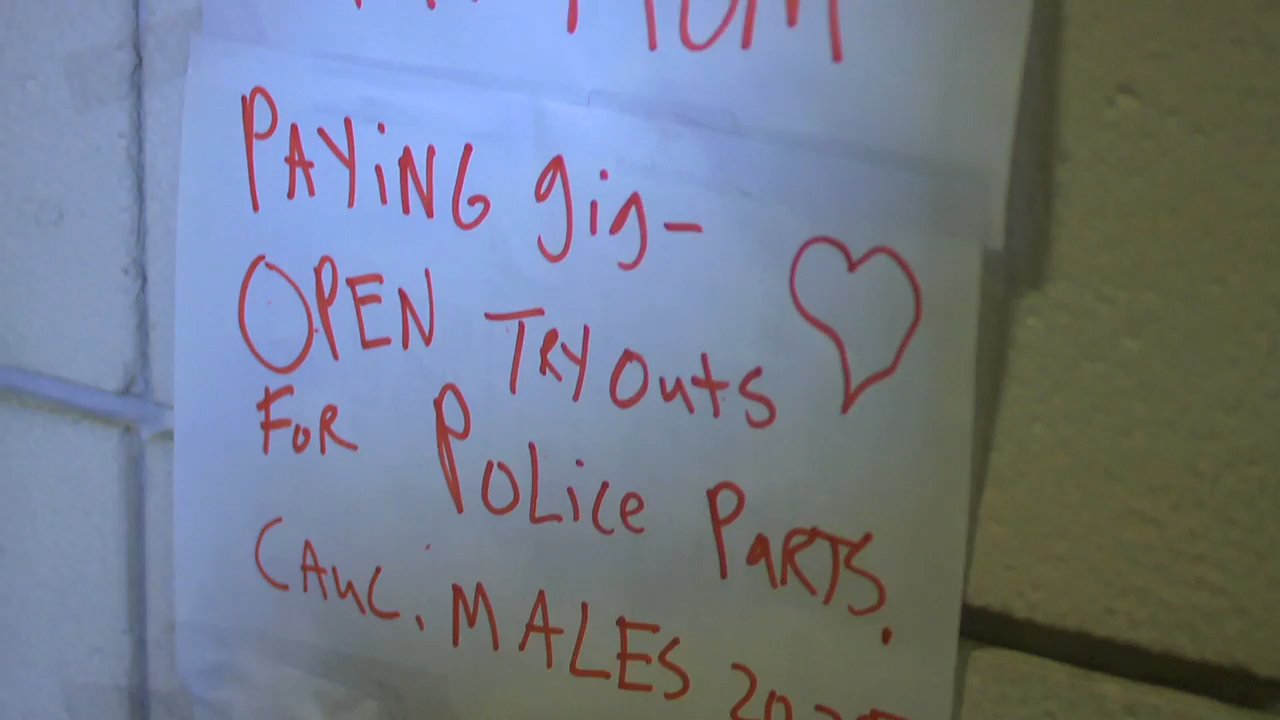 PAYiNG gig-
OPEN TRYOuts
FoR PoLice PaRTS.
CAuC. MALES